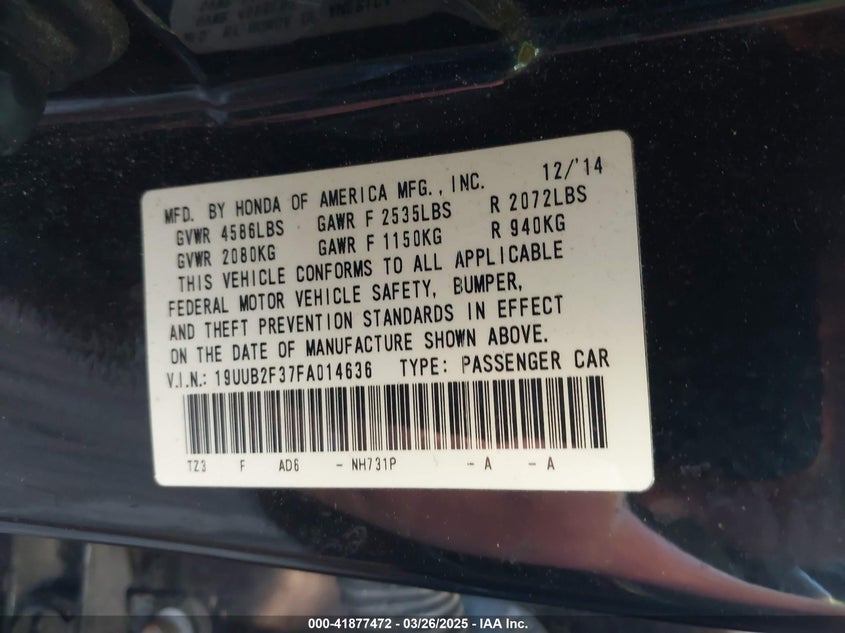 MFD. BY HONDA OF AMERICA MFG., INC. 12/'14
GVWR 4586LBS GAWR F 2535LBS R 2072LBS
GVWR 2080KG GAWR F 1150KG R 940KG
THIS VEHICLE CONFORMS TO ALL APPLICABLE
FEDERAL MOTOR VEHICLE SAFETY, BUMPER,
AND THEFT PREVENTION STANDARDS IN EFFECT
ON THE DATE OF MANUFACTURE SHOWN ABOVE.
V.I.N.: 19UUB2F37FA014636 TYPE: PASSENGER CAR
TZ3 F AD6 - NH731P - A - A
000-41877472 - 03/26/2025 - IAA Inc.